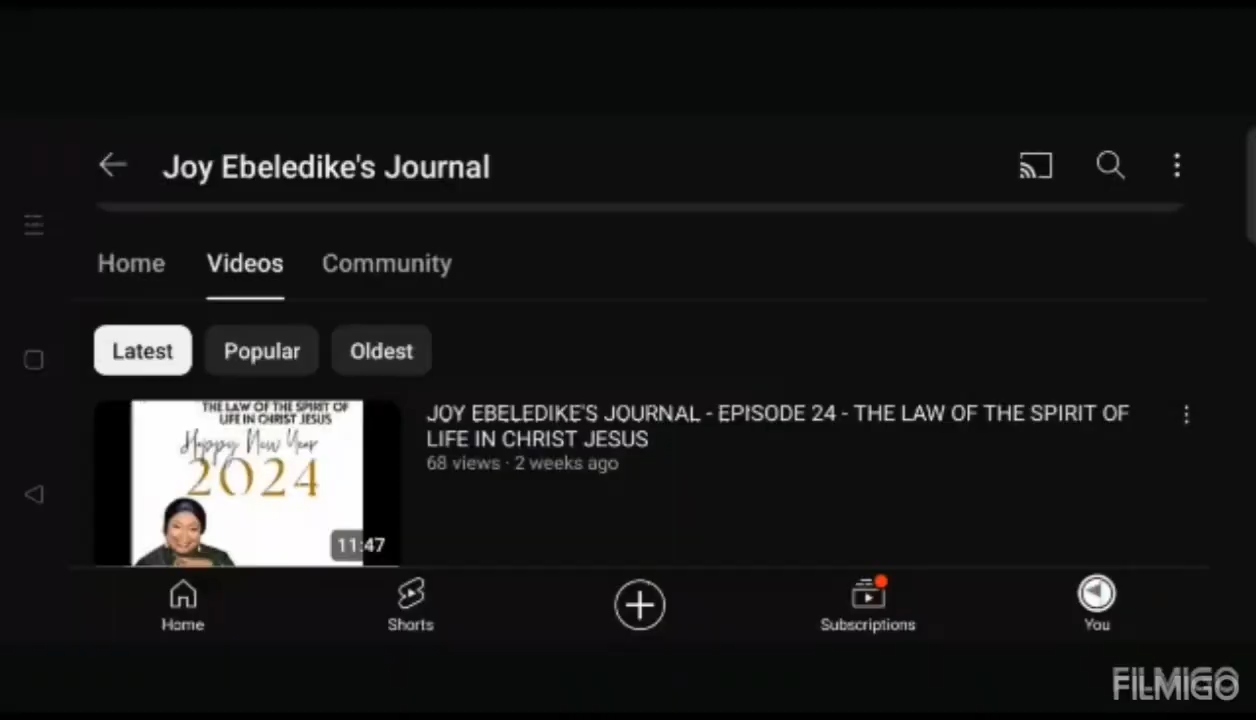 Joy Ebeledike's Journal
Home Videos Community
Latest Popular Oldest
THE LAW OF THE SPIRIT OF
LIFE IN CHRIST JESUS
Happy New Year
2024
11:47
JOY EBELEDIKE'S JOURNAL - EPISODE 24 - THE LAW OF THE SPIRIT OF
LIFE IN CHRIST JESUS
68 views · 2 weeks ago
Home Shorts Subscriptions You
FILMIGO